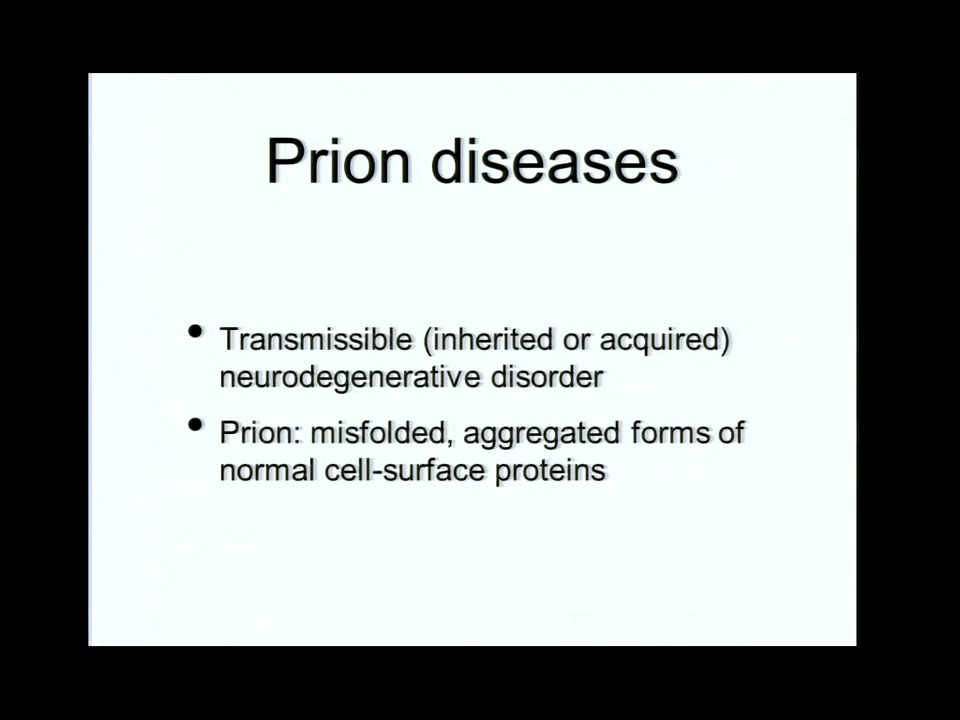 Prion diseases
• Transmissible (inherited or acquired)
neurodegenerative disorder
• Prion: misfolded, aggregated forms of
normal cell-surface proteins